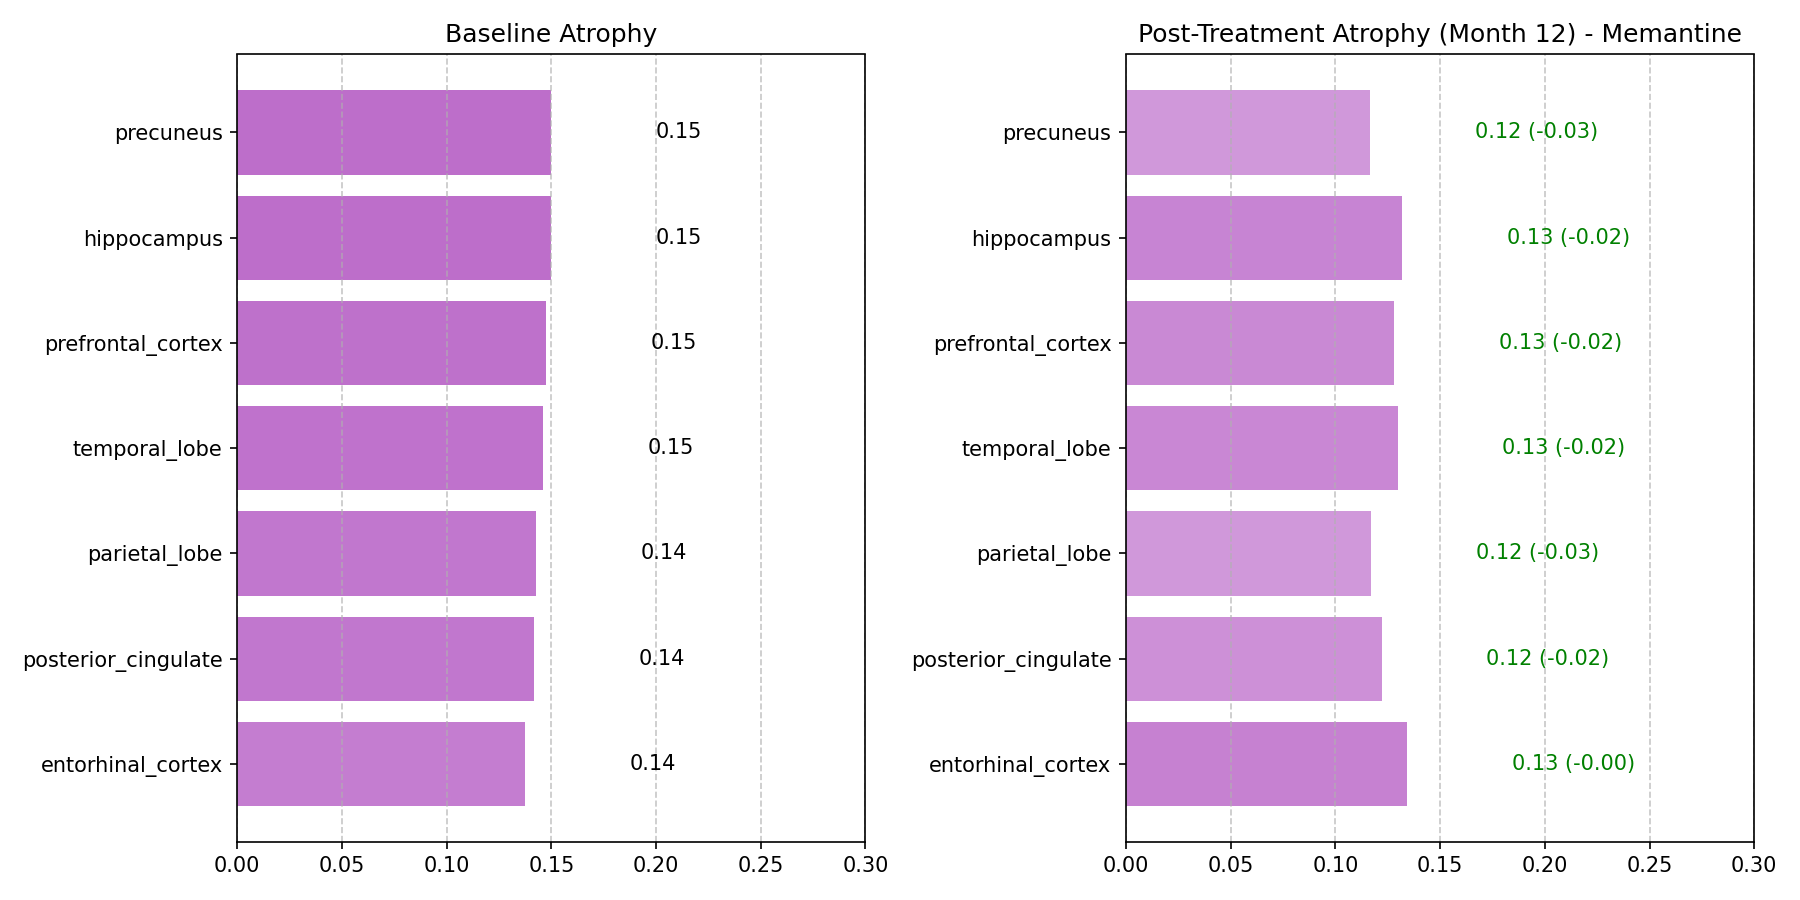 Baseline Atrophy
precuneus 0.15
hippocampus 0.15
prefrontal_cortex 0.15
temporal_lobe 0.15
parietal_lobe 0.14
posterior_cingulate 0.14
entorhinal_cortex 0.14
0.00 0.05 0.10 0.15 0.20 0.25 0.30
Post-Treatment Atrophy (Month 12) - Memantine
precuneus 0.12 (-0.03)
hippocampus 0.13 (-0.02)
prefrontal_cortex 0.13 (-0.02)
temporal_lobe 0.13 (-0.02)
parietal_lobe 0.12 (-0.03)
posterior_cingulate 0.12 (-0.02)
entorhinal_cortex 0.13 (-0.00)
0.00 0.05 0.10 0.15 0.20 0.25 0.30